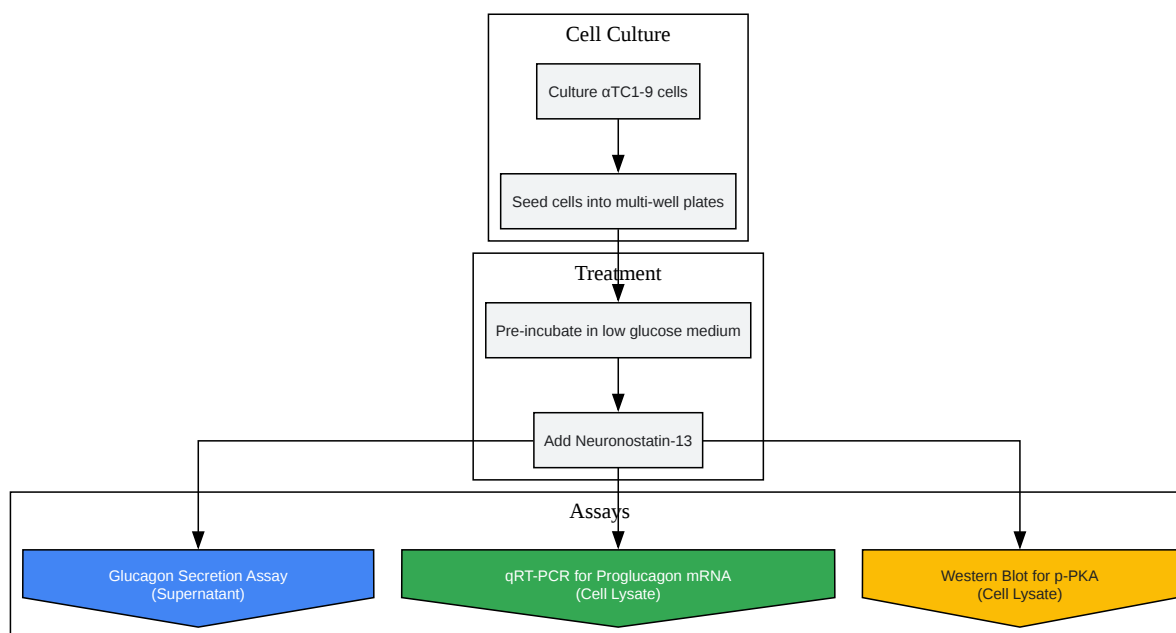 Cell Culture
Culture αTC1-9 cells
Seed cells into multi-well plates
Treatment
Pre-incubate in low glucose medium
Add Neuronostatin-13
Assays
Glucagon Secretion Assay
(Supernatant)
qRT-PCR for Proglucagon mRNA
(Cell Lysate)
Western Blot for p-PKA
(Cell Lysate)